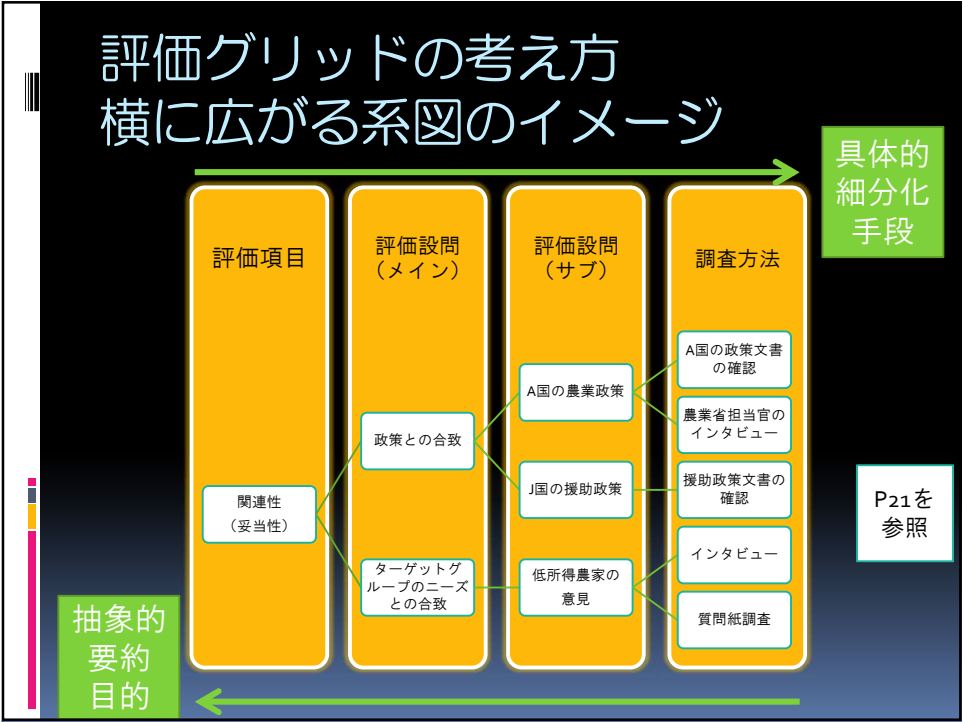 評価グリッドの考え方
横に広がる系図のイメージ
具体的
細分化
手段
評価項目
評価設問
(メイン)
評価設問
(サブ)
調査方法
関連性
(妥当性)
政策との合致
ターゲットグ
ループのニーズ
との合致
A国の農業政策
J国の援助政策
低所得農家の
意見
A国の政策文書
の確認
農業省担当官の
インタビュー
援助政策文書の
確認
インタビュー
質問紙調査
P21を
参照
抽象的
要約
目的